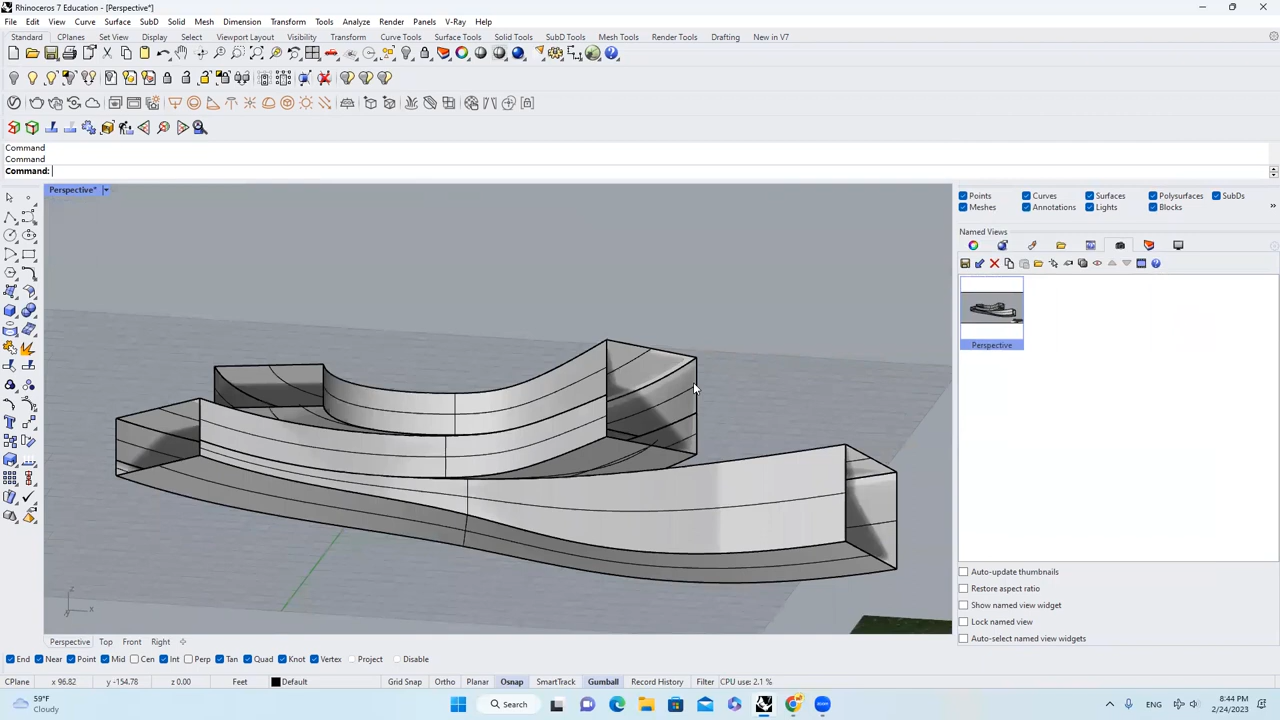 Rhinoceros 7 Education - [Perspective*]
File Edit View Curve Surface SubD Solid Mesh Dimension Transform Tools Analyze Render Panels V-Ray Help
Standard CPlanes Set View Display Select Viewport Layout Visibility Transform Curve Tools Surface Tools Solid Tools SubD Tools Mesh Tools Render Tools Drafting New in V7
Command
Command
Command:
Perspective*
Points Curves Surfaces Polysurfaces SubDs
Meshes Annotations Lights Blocks
Named Views
Perspective
Auto-update thumbnails
Restore aspect ratio
Show named view widget
Lock named view
Auto-select named view widgets
z
x
Perspective Top Front Right
End Near Point Mid Cen Int Perp Tan Quad Knot Vertex Project Disable
CPlane x 96.82 y -154.78 z 0.00 Feet Default Grid Snap Ortho Planar Osnap SmartTrack Gumball Record History Filter CPU use: 2.1 %
59°F
Cloudy
Search
ENG
8:44 PM
2/24/2023